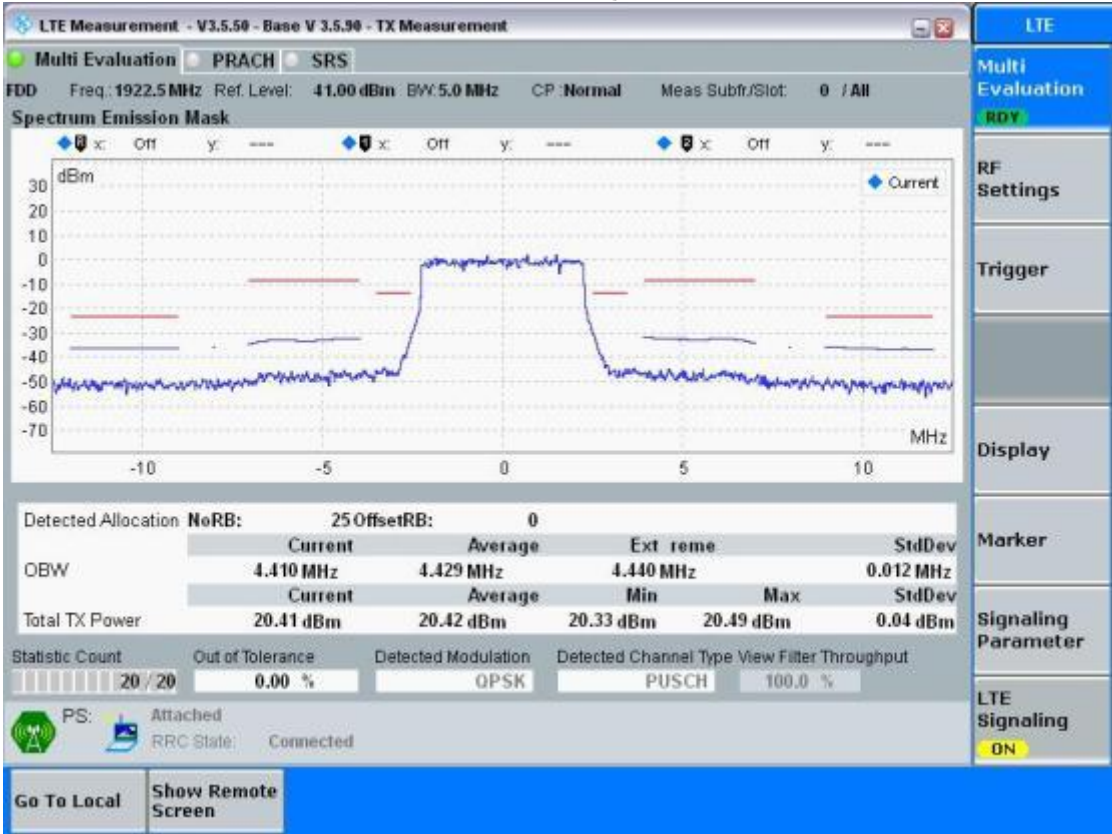 LTE Measurement - V3.5.50 - Base V 3.5.90 - TX Measurement
LTE
Multi Evaluation PRACH SRS
Multi Evaluation
RDY
FDD Freq.: 1922.5 MHz Ref. Level: 41.00 dBm BW: 5.0 MHz CP :Normal Meas Subfr./Slot: 0 / All
Spectrum Emission Mask
x: Off y: --- x: Off y: --- x: Off y: ---
dBm
Current
30
20
10
0
-10
-20
-30
-40
-50
-60
-70
MHz
-10 -5 0 5 10
RF Settings
Trigger
Display
Marker
Signaling Parameter
LTE Signaling
ON
Detected Allocation NoRB: 25 OffsetRB: 0
Current Average Ext reme StdDev
OBW 4.410 MHz 4.429 MHz 4.440 MHz 0.012 MHz
Current Average Min Max StdDev
Total TX Power 20.41 dBm 20.42 dBm 20.33 dBm 20.49 dBm 0.04 dBm
Statistic Count Out of Tolerance Detected Modulation Detected Channel Type View Filter Throughput
20 / 20 0.00 % QPSK PUSCH 100.0 %
PS: Attached
RRC State: Connected
Go To Local Show Remote Screen